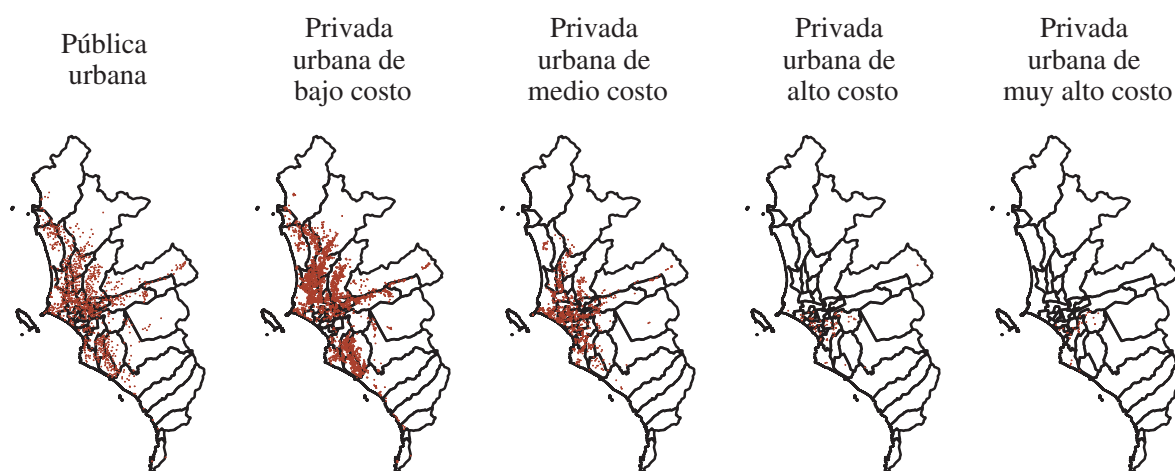 Pública
urbana
Privada
urbana de
bajo costo
Privada
urbana de
medio costo
Privada
urbana de
alto costo
Privada
urbana de
muy alto costo